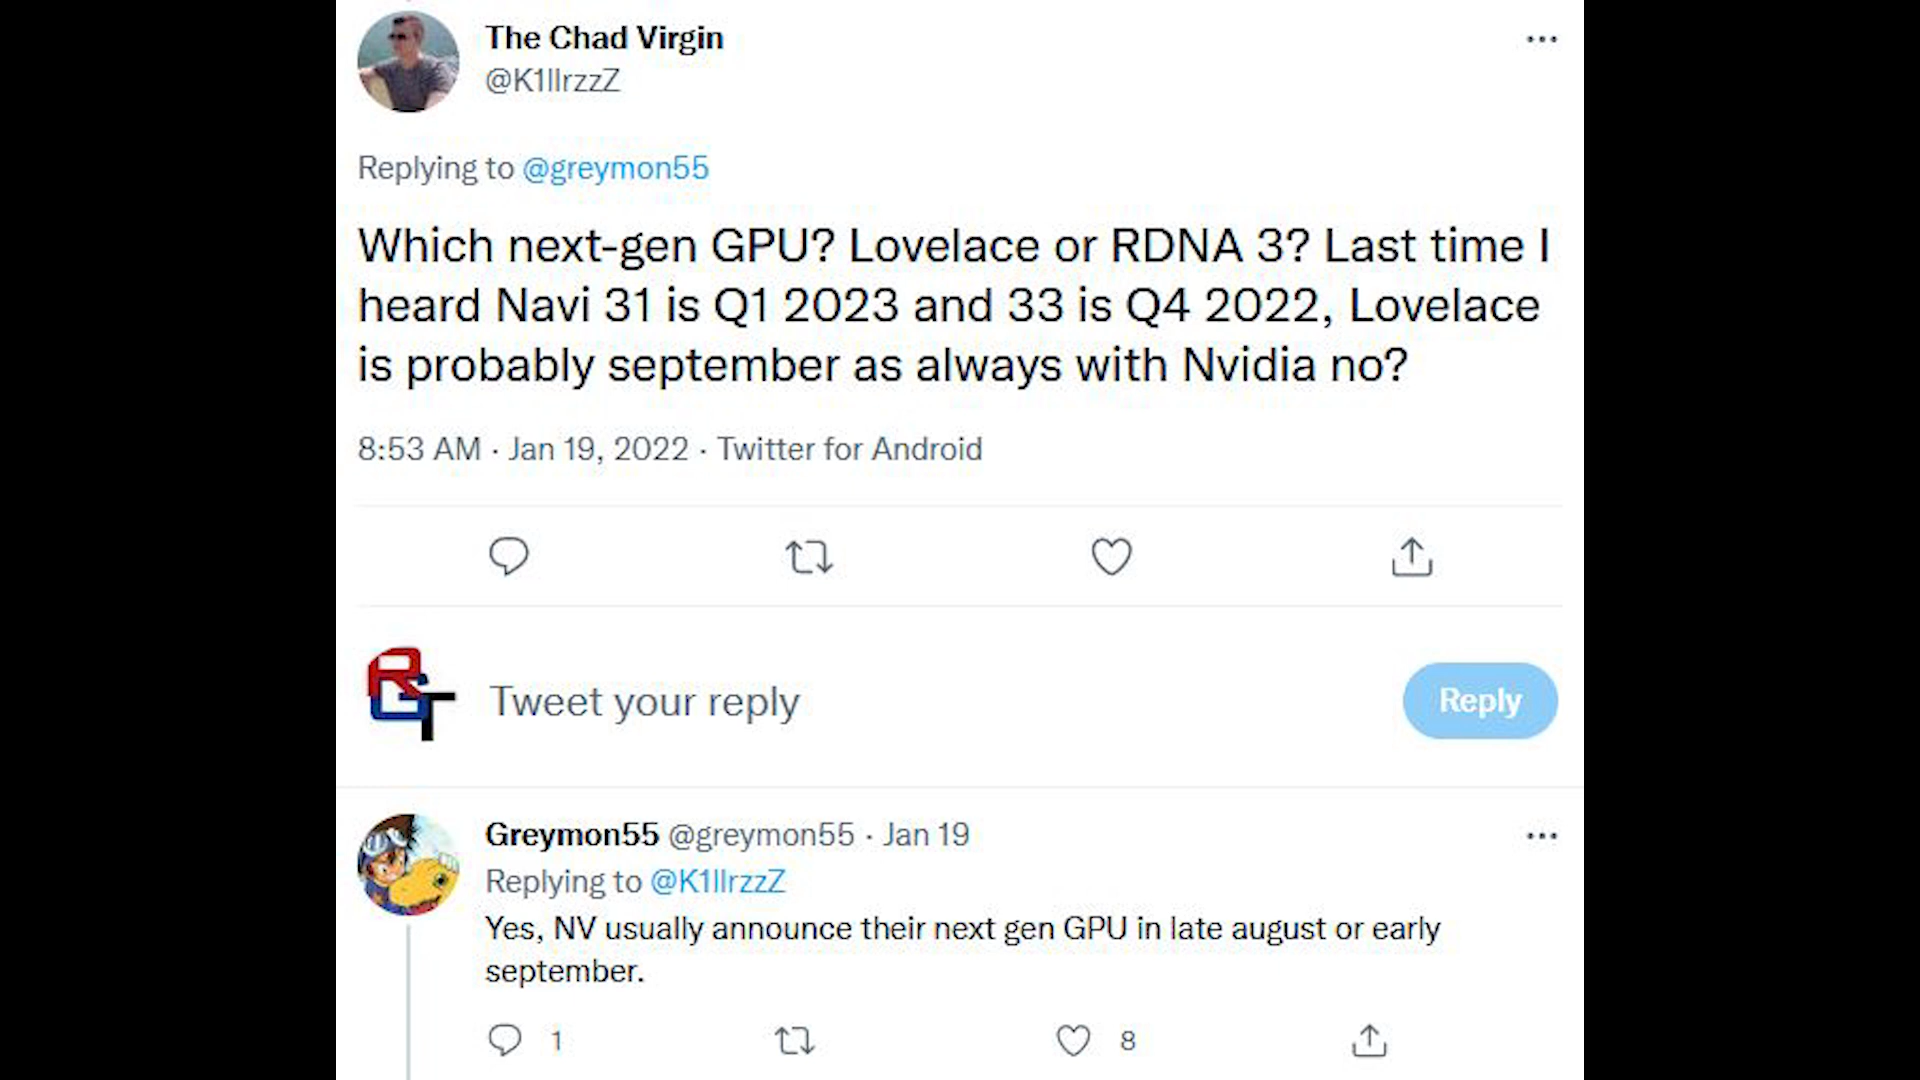 The Chad Virgin
@K1llrzzZ
Replying to @greymon55
Which next-gen GPU? Lovelace or RDNA 3? Last time I
heard Navi 31 is Q1 2023 and 33 is Q4 2022, Lovelace
is probably september as always with Nvidia no?
8:53 AM · Jan 19, 2022 · Twitter for Android
RGT
Tweet your reply
Reply
Greymon55 @greymon55 · Jan 19
Replying to @K1llrzzZ
Yes, NV usually announce their next gen GPU in late august or early
september.
1
8